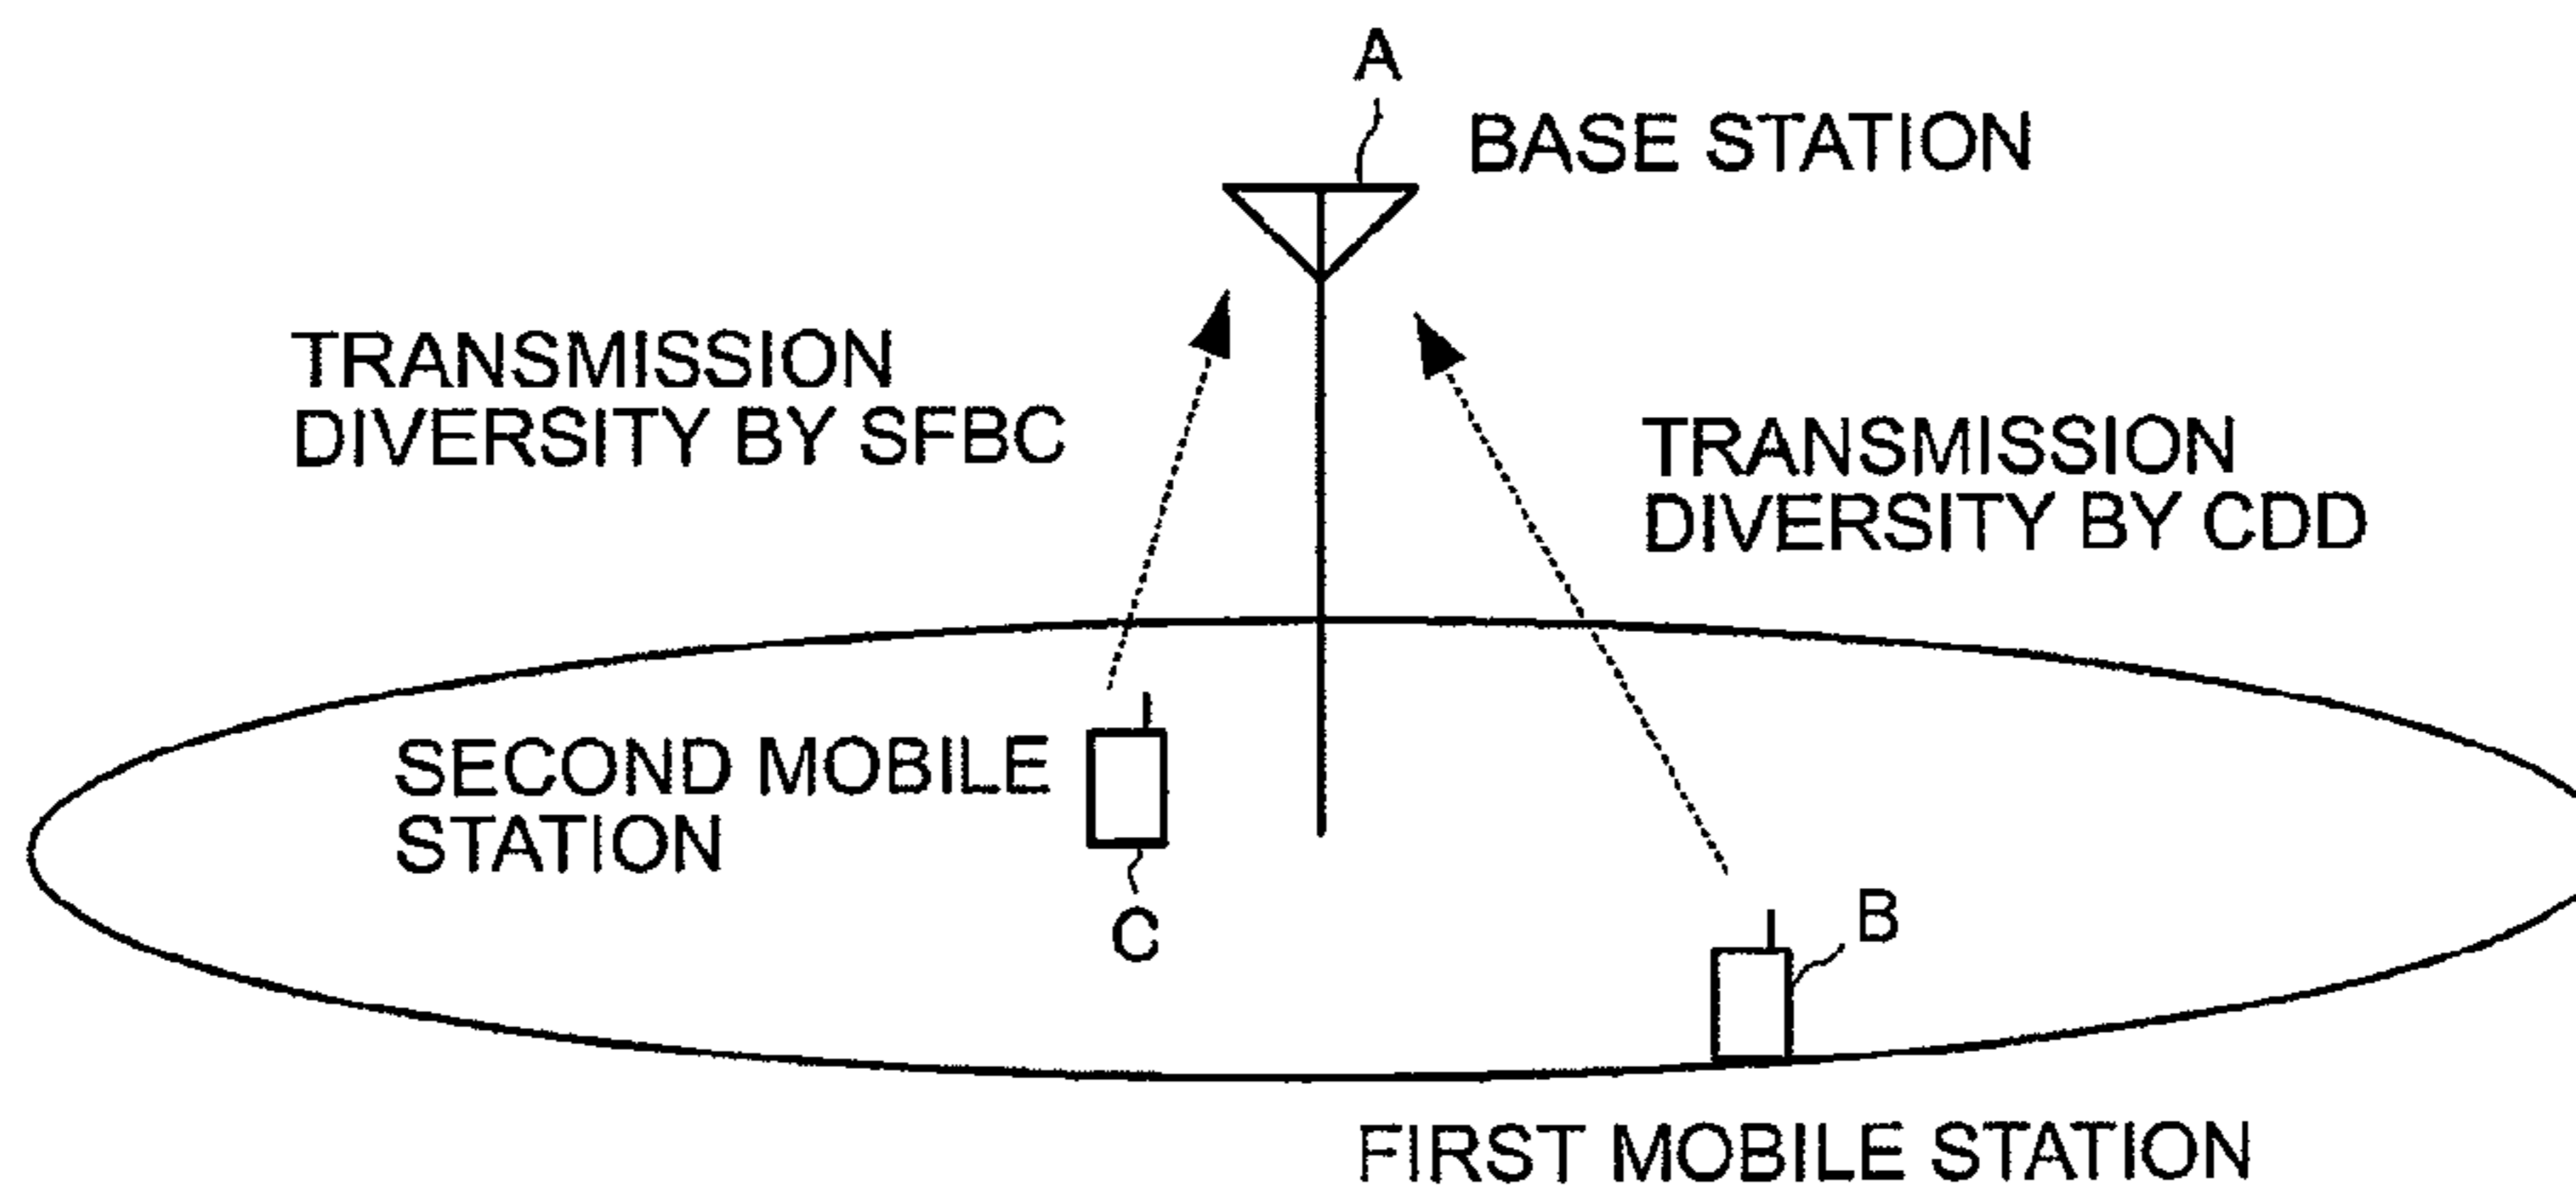 A
BASE STATION
TRANSMISSION
DIVERSITY BY SFBC
TRANSMISSION
DIVERSITY BY CDD
SECOND MOBILE
STATION
C
B
FIRST MOBILE STATION